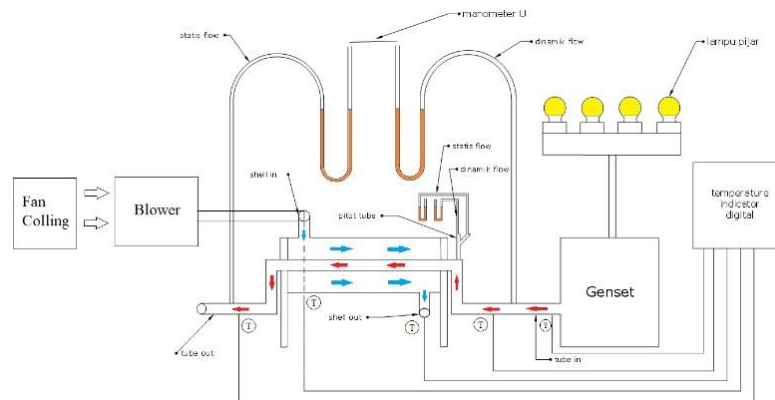 manometer U
statis flow
dinamik flow
lampu pijar
statis flow
shell in
dinamik flow
temperature
indicator
digital
Fan
Colling
Blower
pitot tube
Genset
T
T
T
T
T
shell out
tube out
tube in